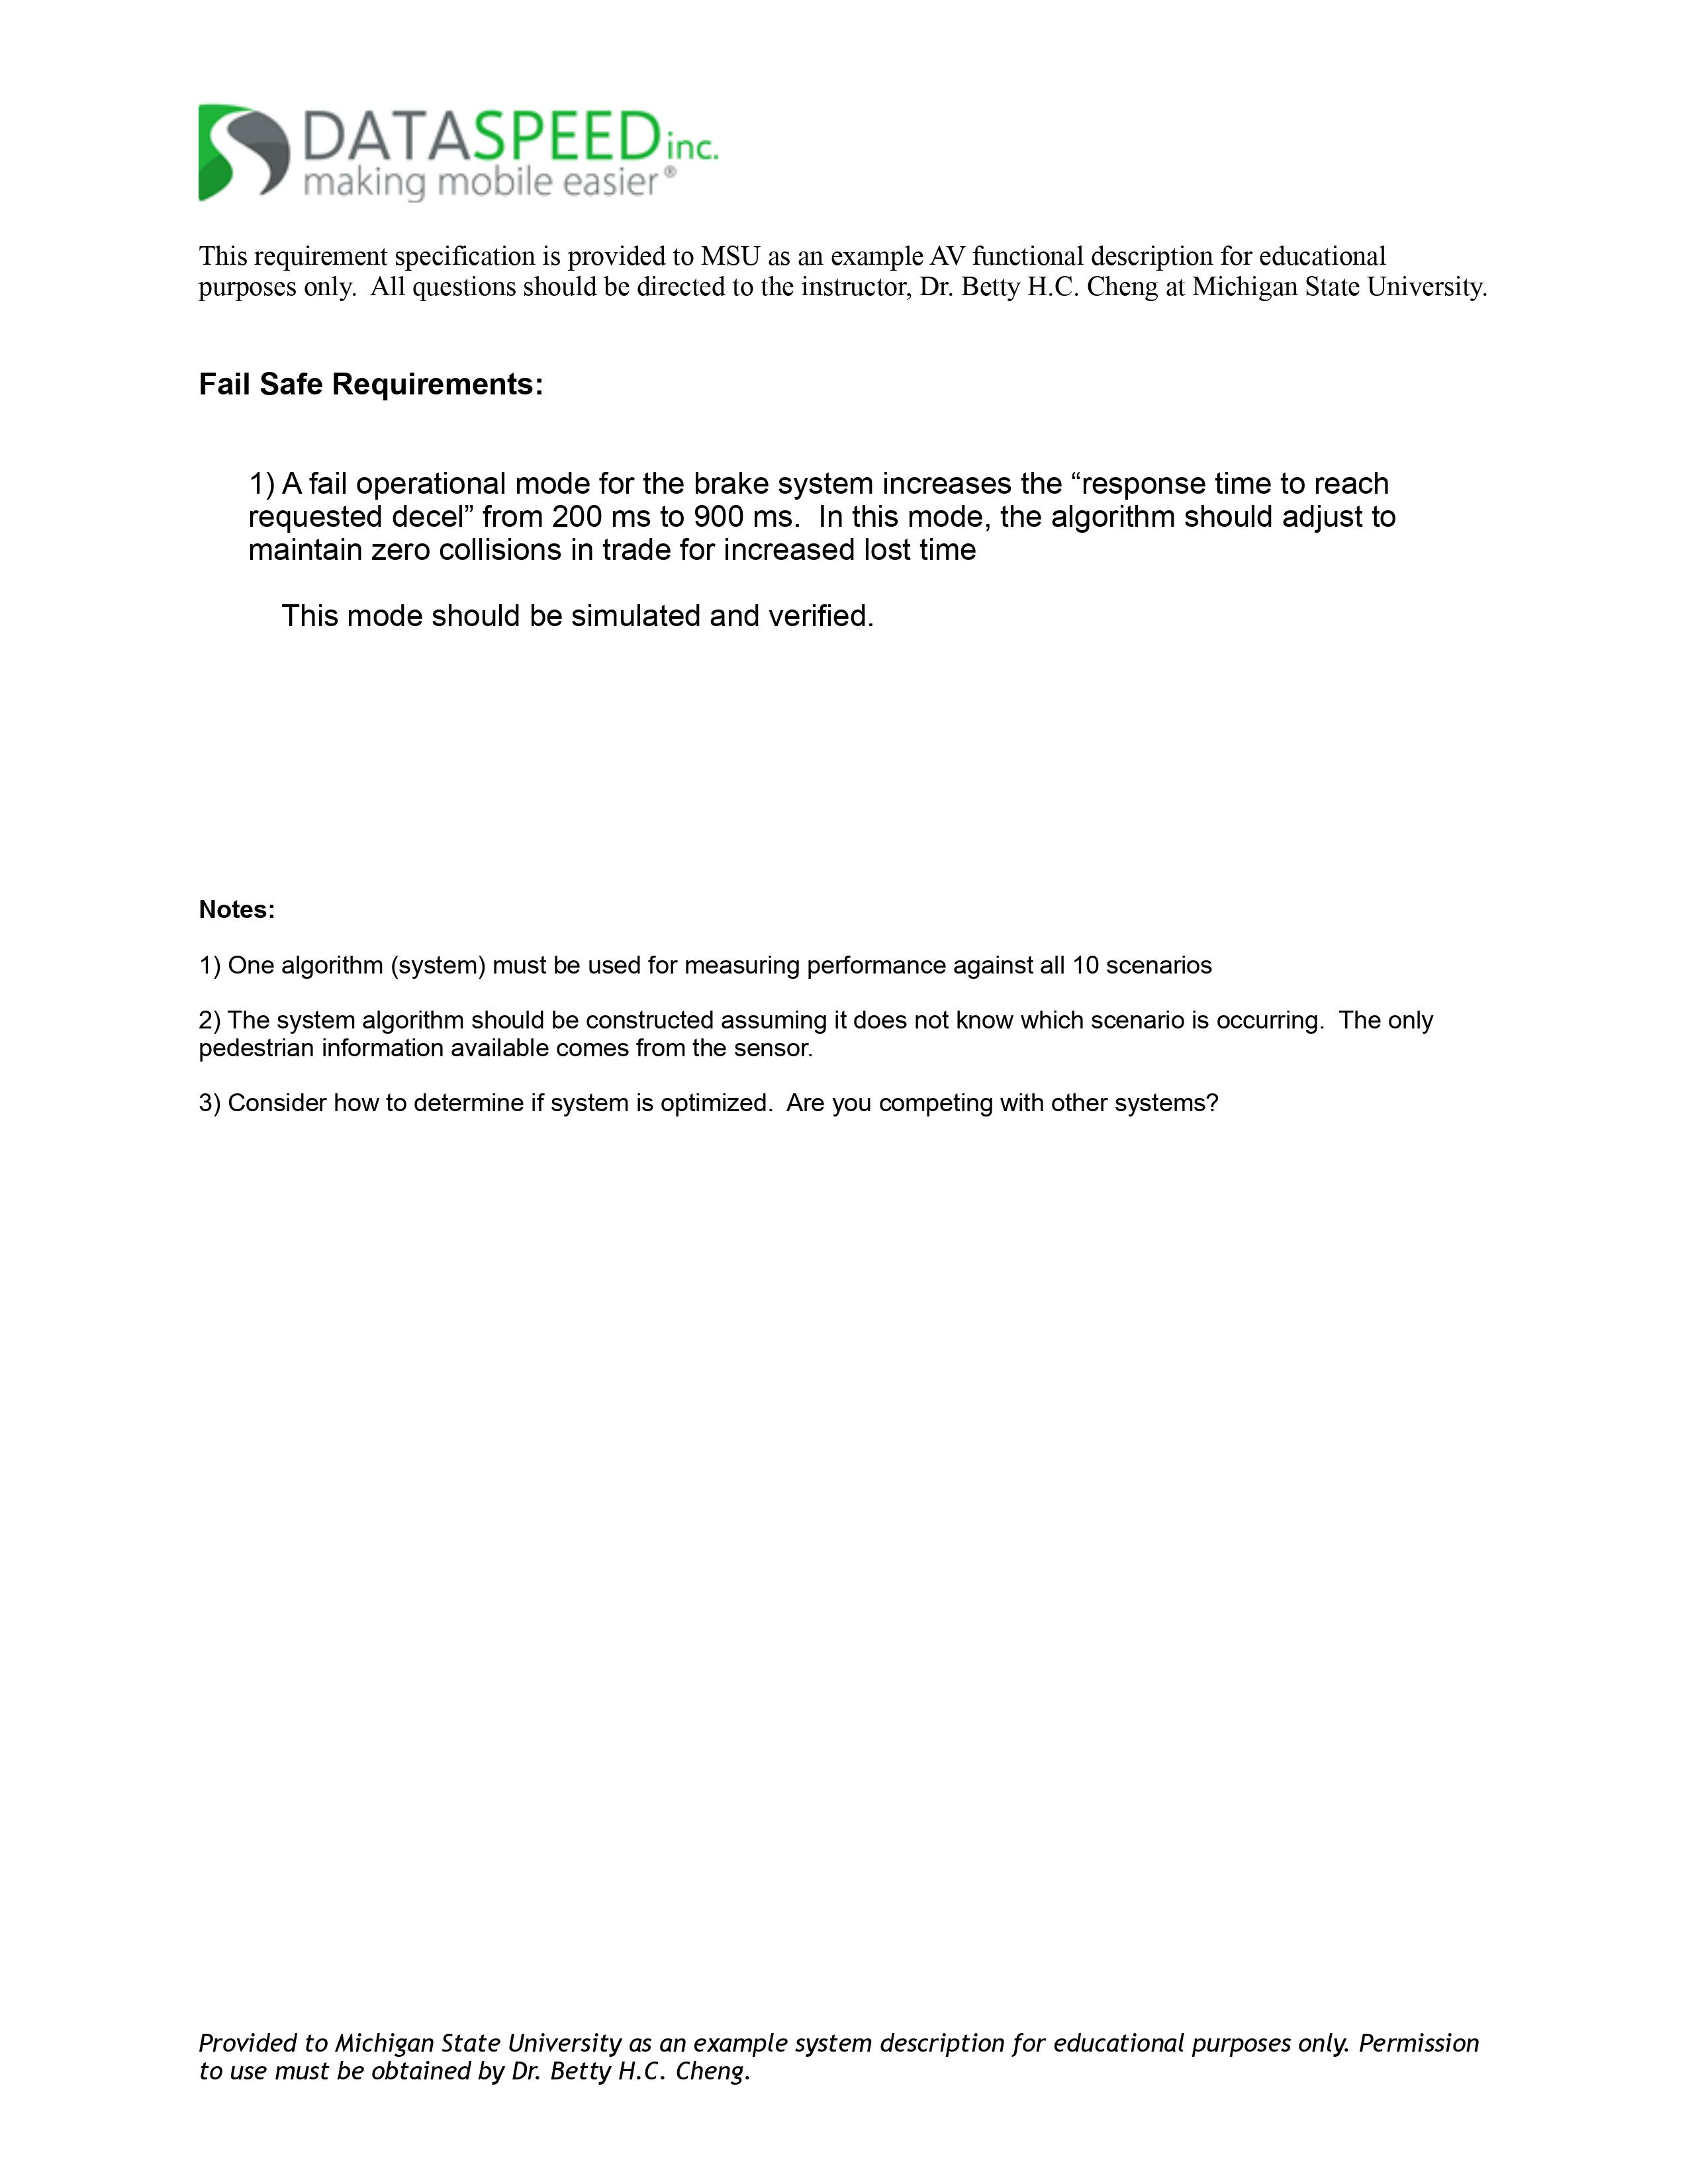 DATASPEED inc.
making mobile easier®
This requirement specification is provided to MSU as an example AV functional description for educational
purposes only.  All questions should be directed to the instructor, Dr. Betty H.C. Cheng at Michigan State University.
Fail Safe Requirements:
1) A fail operational mode for the brake system increases the “response time to reach
requested decel” from 200 ms to 900 ms.  In this mode, the algorithm should adjust to
maintain zero collisions in trade for increased lost time
This mode should be simulated and verified.
Notes:
1) One algorithm (system) must be used for measuring performance against all 10 scenarios
2) The system algorithm should be constructed assuming it does not know which scenario is occurring.  The only
pedestrian information available comes from the sensor.
3) Consider how to determine if system is optimized.  Are you competing with other systems?
Provided to Michigan State University as an example system description for educational purposes only. Permission
to use must be obtained by Dr. Betty H.C. Cheng.